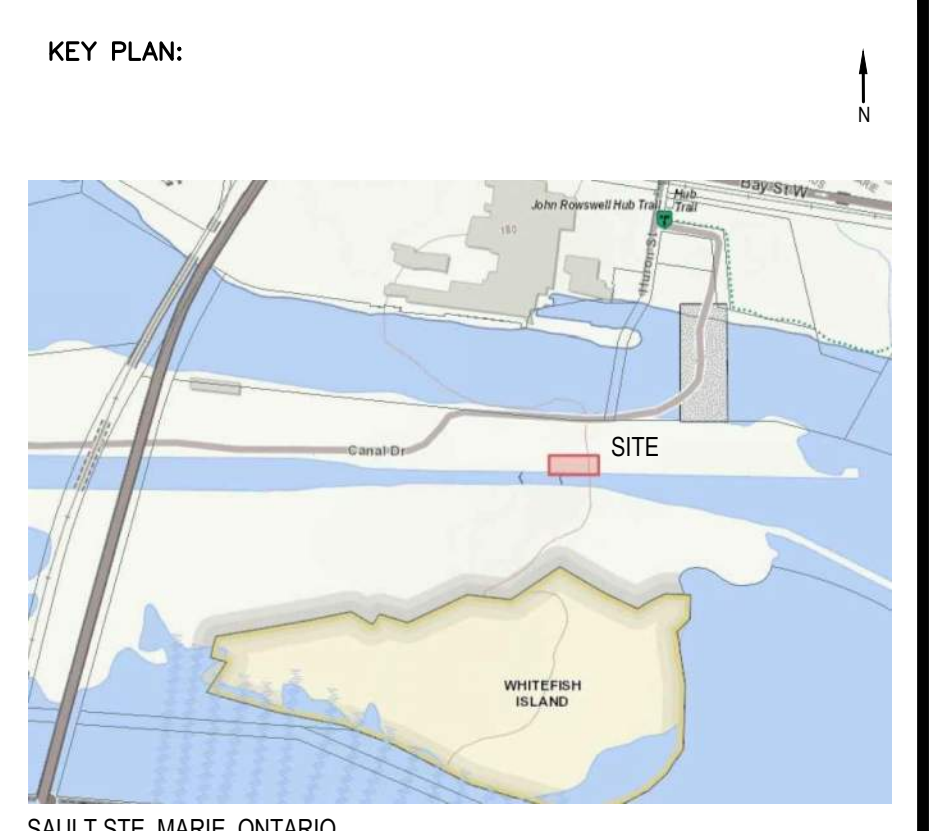 KEY PLAN:
N
Bay St W
Hub
Trail
John Rowswell Hub Trail
180
Huron St
SITE
Canal Dr
WHITEFISH
ISLAND
SAULT STE. MARIE, ONTARIO